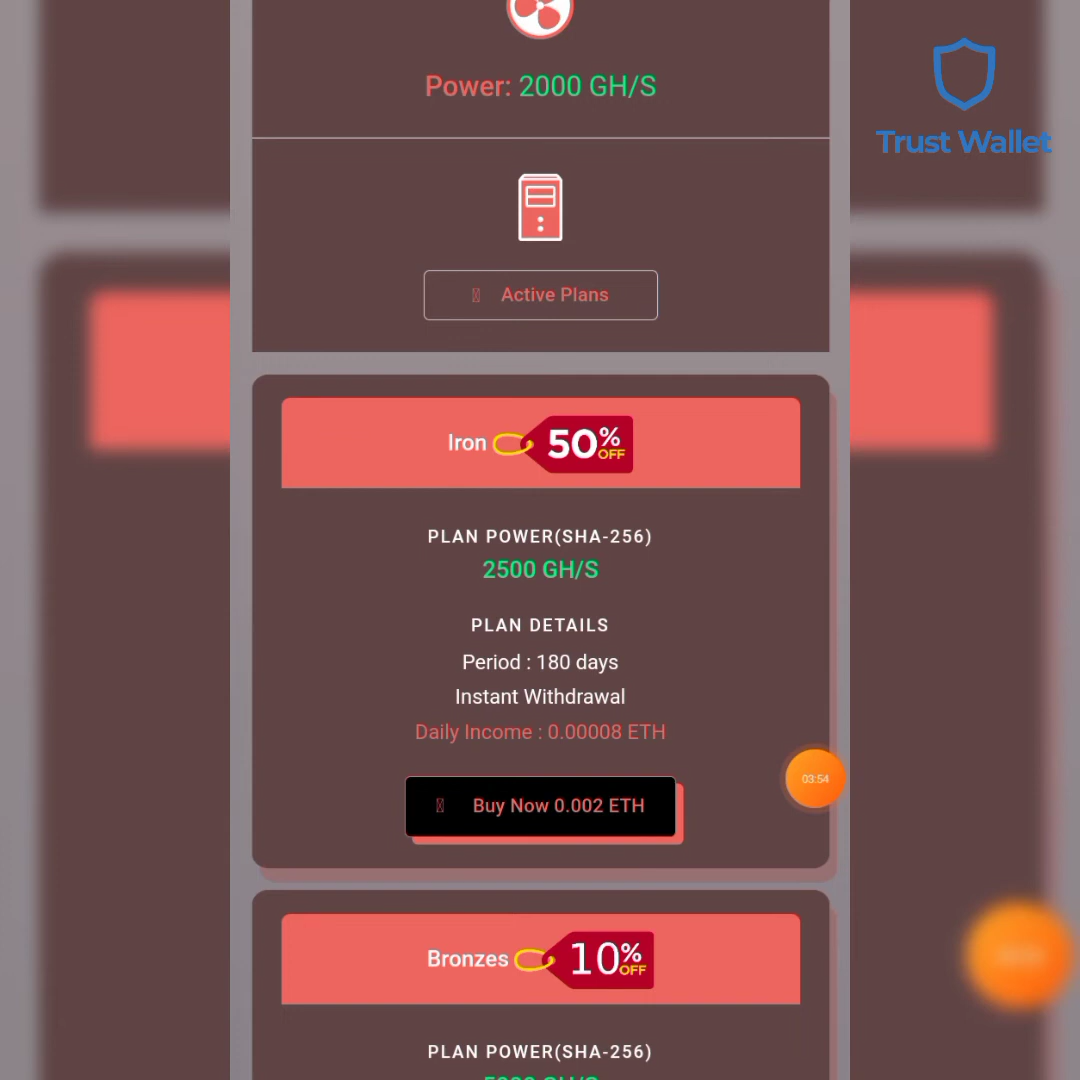 Trust Wallet
Power: 2000 GH/S
Active Plans
Iron 50% OFF
PLAN POWER(SHA-256)
2500 GH/S
PLAN DETAILS
Period : 180 days
Instant Withdrawal
Daily Income : 0.00008 ETH
03:54
Buy Now 0.002 ETH
Bronzes 10% OFF
PLAN POWER(SHA-256)